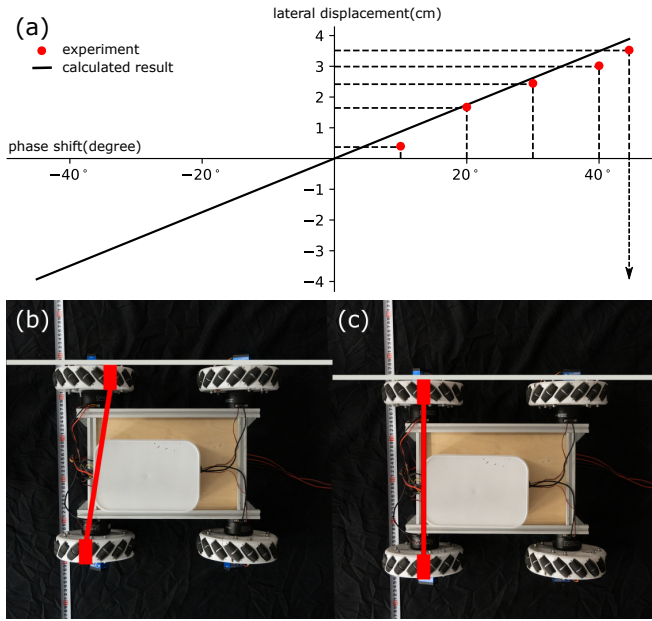 (a)
lateral displacement(cm)
experiment
calculated result
phase shift(degree)
4
3
2
1
−1
−2
−3
−4
−40°
−20°
20°
40°
(b)
(c)